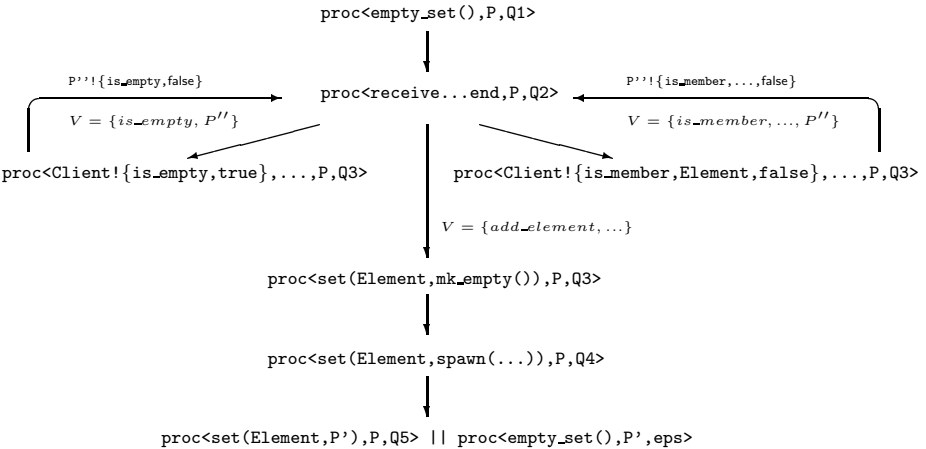 proc<empty_set(),P,Q1>
P''!{is_empty,false}
P''!{is_member,...,false}
proc<receive...end,P,Q2>
V = {is_empty, P''}
V = {is_member, ..., P''}
proc<Client!{is_empty,true},...,P,Q3>
proc<Client!{is_member,Element,false},...,P,Q3>
V = {add_element, ...}
proc<set(Element,mk_empty()),P,Q3>
proc<set(Element,spawn(...)),P,Q4>
proc<set(Element,P'),P,Q5> || proc<empty_set(),P',eps>